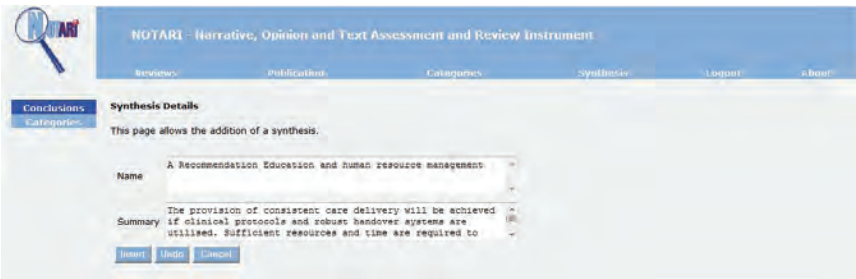 NOTARI
NOTARI - Narrative, Opinion and Text Assessment and Review Instrument
Reviews Publication Categories Synthesis Logout About
Conclusions
Categories
Synthesis Details
This page allows the addition of a synthesis.
Name
A Recommendation Education and human resource management
Summary
The provision of consistent care delivery will be achieved
if clinical protocols and robust handover systems are
utilised. Sufficient resources and time are required to
Insert Undo Cancel